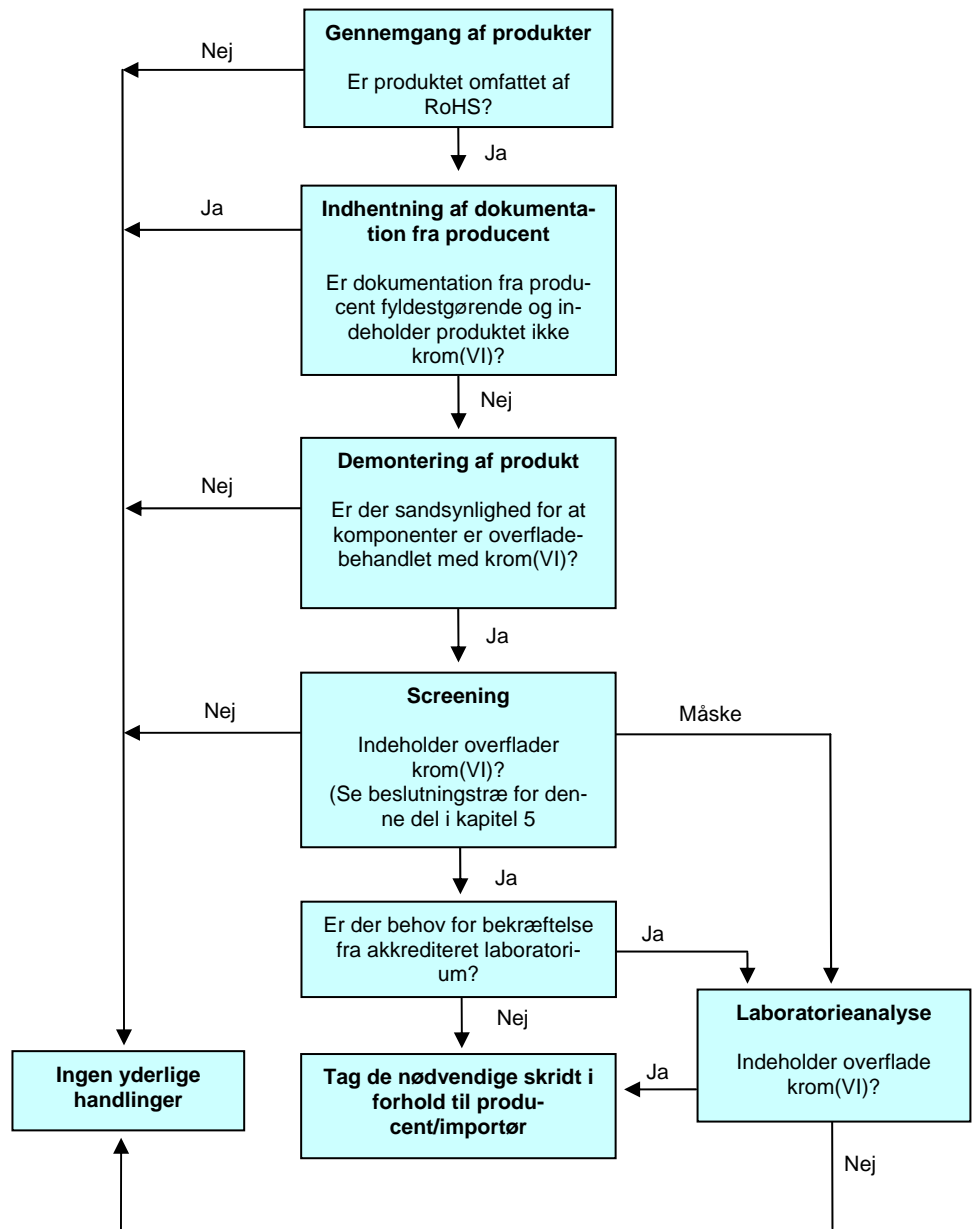 Gennemgang af produkter
Er produktet omfattet af
RoHS?
Nej
Ja
Indhentning af dokumenta-
tion fra producent
Er dokumentation fra produ-
cent fyldestgørende og in-
deholder produktet ikke
krom(VI)?
Ja
Nej
Demontering af produkt
Er der sandsynlighed for at
komponenter er overflade-
behandlet med krom(VI)?
Nej
Ja
Screening
Indeholder overflader
krom(VI)?
(Se beslutningstræ for den-
ne del i kapitel 5
Nej
Måske
Ja
Er der behov for bekræftelse
fra akkrediteret laboratori-
um?
Ja
Nej
Laboratorieanalyse
Indeholder overflade
krom(VI)?
Ja
Nej
Tag de nødvendige skridt i
forhold til produ-
cent/importør
Ingen yderlige
handlinger